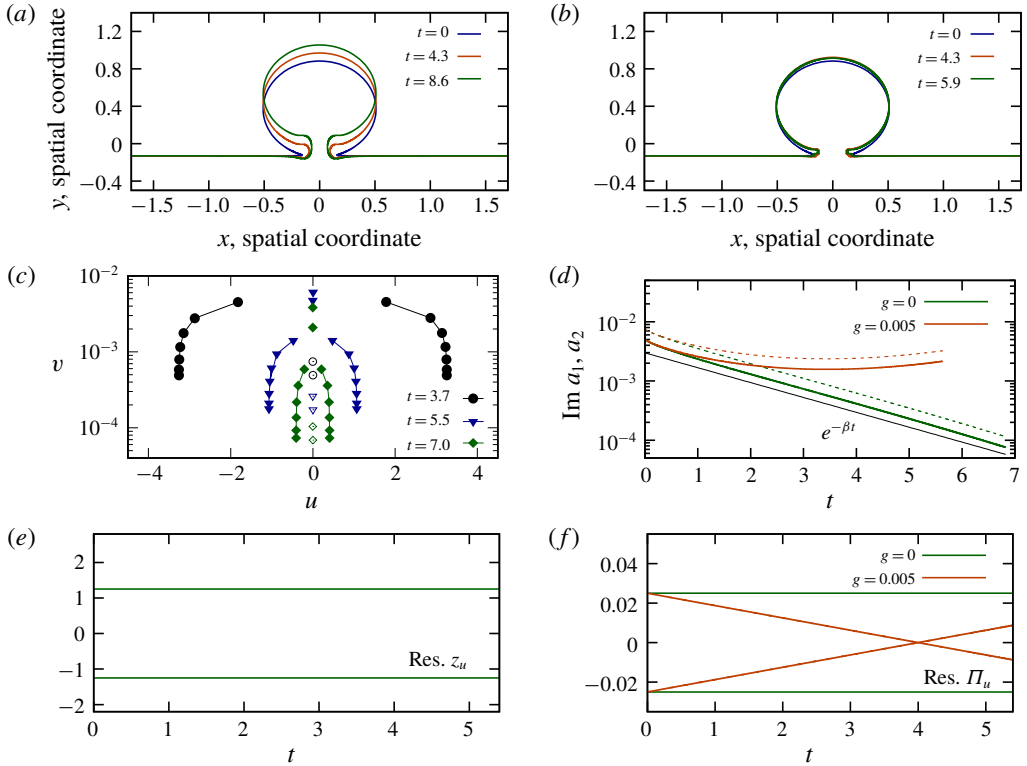 (a)
y, spatial coordinate
1.2
0.8
0.4
0
−0.4
t = 0
t = 4.3
t = 8.6
−1.5 −1.0 −0.5 0 0.5 1.0 1.5
x, spatial coordinate
(b)
1.2
0.8
0.4
0
−0.4
t = 0
t = 4.3
t = 5.9
−1.5 −1.0 −0.5 0 0.5 1.0 1.5
x, spatial coordinate
(c)
v
10−2
10−3
10−4
t = 3.7
t = 5.5
t = 7.0
−4 −2 0 2 4
u
(d)
Im a1, a2
10−2
10−3
10−4
g = 0
g = 0.005
e−βt
0 1 2 3 4 5 6 7
t
(e)
2
1
0
−1
−2
Res. zu
0 1 2 3 4 5
t
(f)
0.04
0.02
0
−0.02
g = 0
g = 0.005
Res. Πu
0 1 2 3 4 5
t